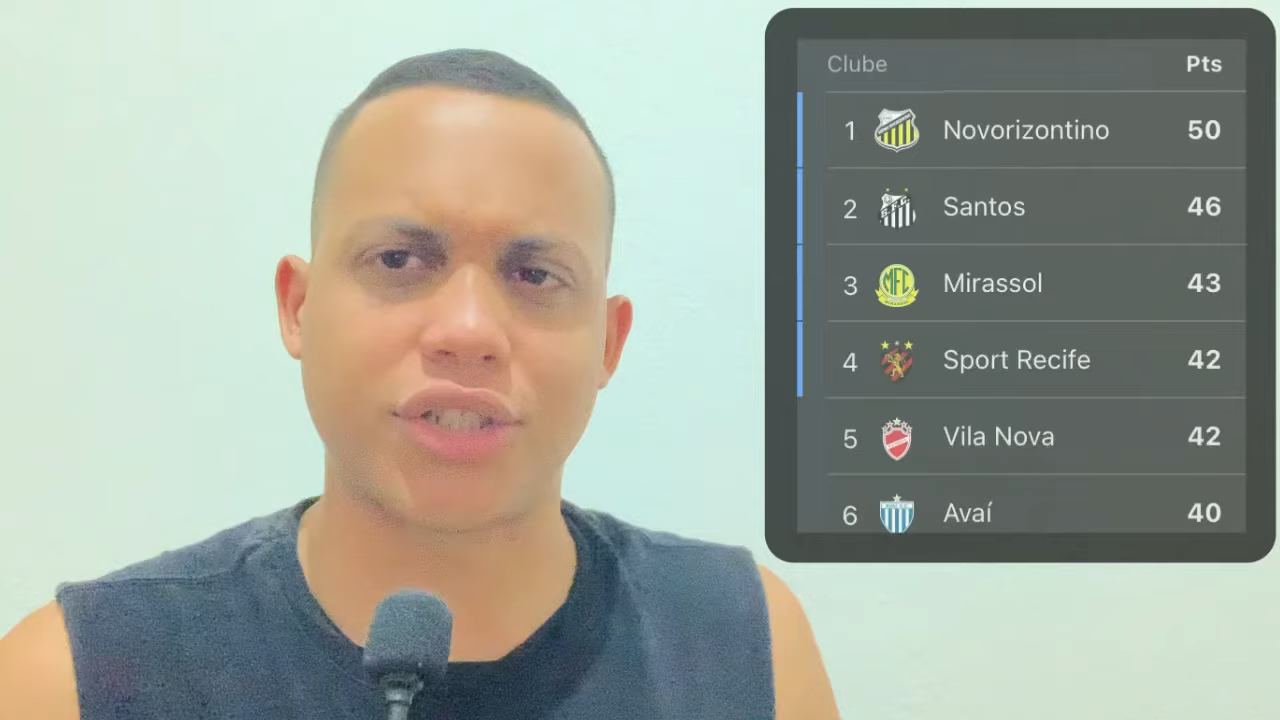 Clube Pts
1 Novorizontino 50
2 Santos 46
3 Mirassol 43
4 Sport Recife 42
5 Vila Nova 42
6 Avaí 40